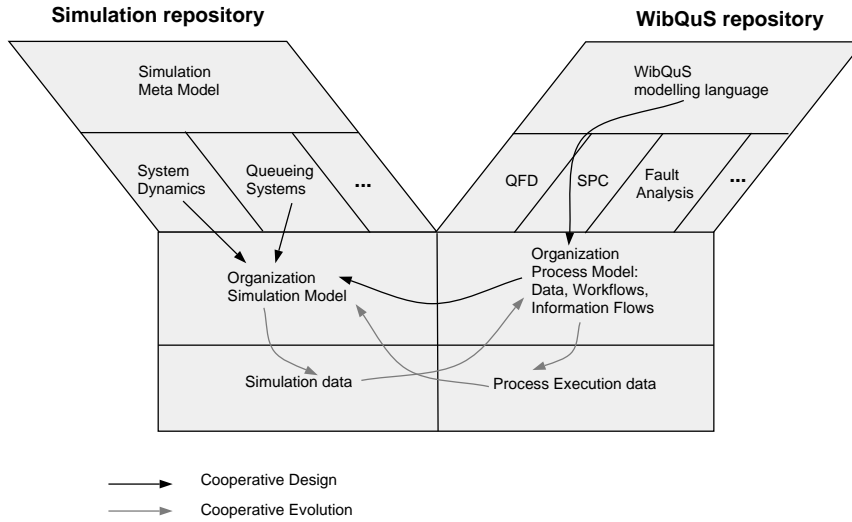 Simulation repository
WibQuS repository
Simulation
Meta Model
WibQuS
modelling language
System
Dynamics
Queueing
Systems
...
QFD
SPC
Fault
Analysis
...
Organization
Simulation Model
Organization
Process Model:
Data, Workflows,
Information Flows
Simulation data
Process Execution data
Cooperative Design
Cooperative Evolution